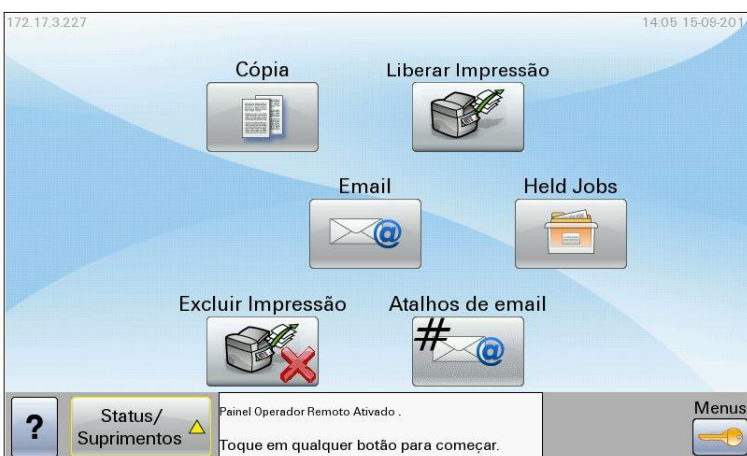 172.17.3.227 14:05 15-09-201
Cópia Liberar Impressão
Email Held Jobs
Excluir Impressão Atalhos de email
#
@
?
Status/
Suprimentos
Painel Operador Remoto Ativado .
Toque em qualquer botão para começar.
Menus